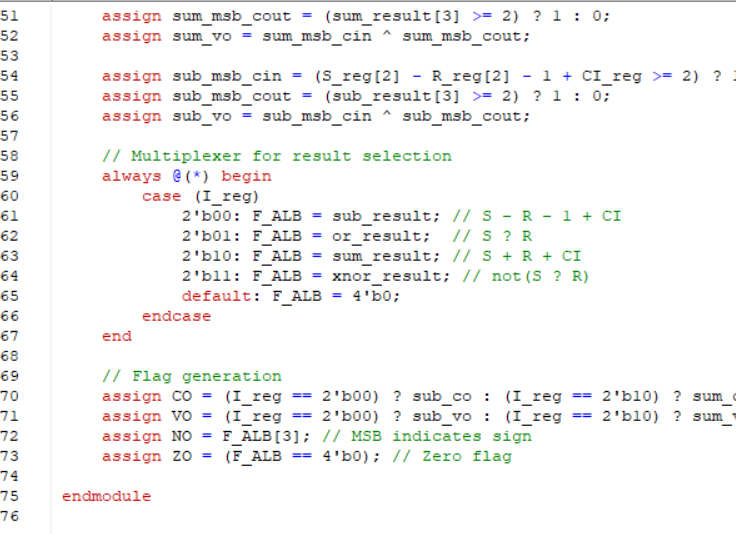 51 assign sum_msb_cout = (sum_result[3] >= 2) ? 1 : 0;
52 assign sum_vo = sum_msb_cin ^ sum_msb_cout;
53
54 assign sub_msb_cin = (S_reg[2] - R_reg[2] - 1 + CI_reg >= 2) ?
55 assign sub_msb_cout = (sub_result[3] >= 2) ? 1 : 0;
56 assign sub_vo = sub_msb_cin ^ sub_msb_cout;
57
58 // Multiplexer for result selection
59 always @(*) begin
60 case (I_reg)
61 2'b00: F_ALB = sub_result; // S - R - 1 + CI
62 2'b01: F_ALB = or_result; // S ? R
63 2'b10: F_ALB = sum_result; // S + R + CI
64 2'b11: F_ALB = xnor_result; // not(S ? R)
65 default: F_ALB = 4'b0;
66 endcase
67 end
68
69 // Flag generation
70 assign CO = (I_reg == 2'b00) ? sub_co : (I_reg == 2'b10) ? sum_
71 assign VO = (I_reg == 2'b00) ? sub_vo : (I_reg == 2'b10) ? sum_
72 assign NO = F_ALB[3]; // MSB indicates sign
73 assign ZO = (F_ALB == 4'b0); // Zero flag
74
75 endmodule
76